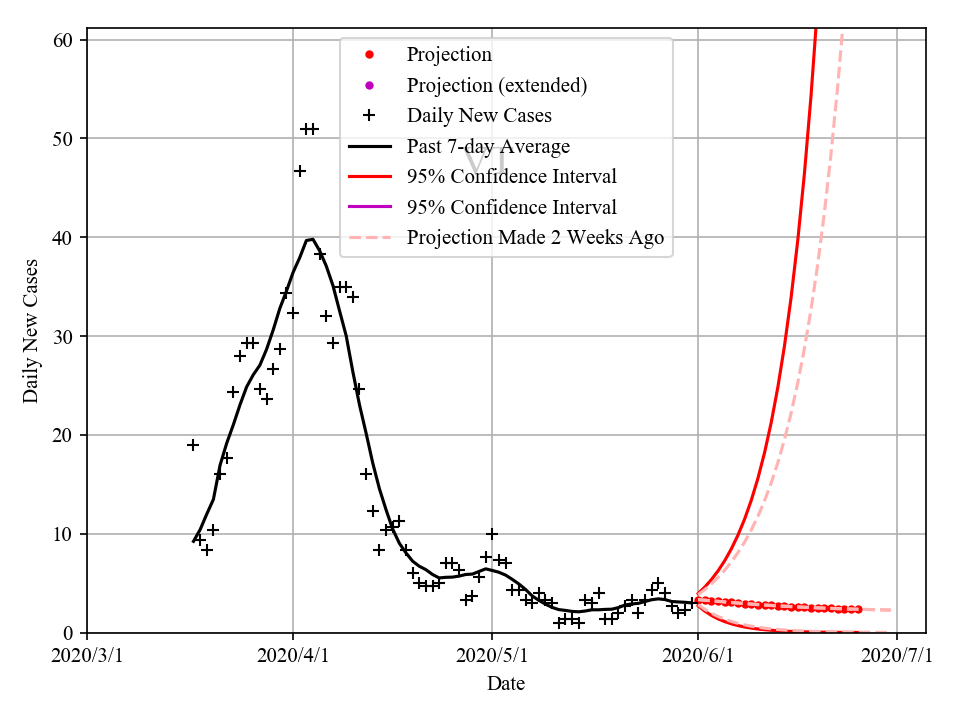 60
50
40
30
20
10
0
Daily New Cases
Projection
Projection (extended)
Daily New Cases
VT
Past 7-day Average
95% Confidence Interval
95% Confidence Interval
Projection Made 2 Weeks Ago
2020/3/1
2020/4/1
2020/5/1
2020/6/1
2020/7/1
Date